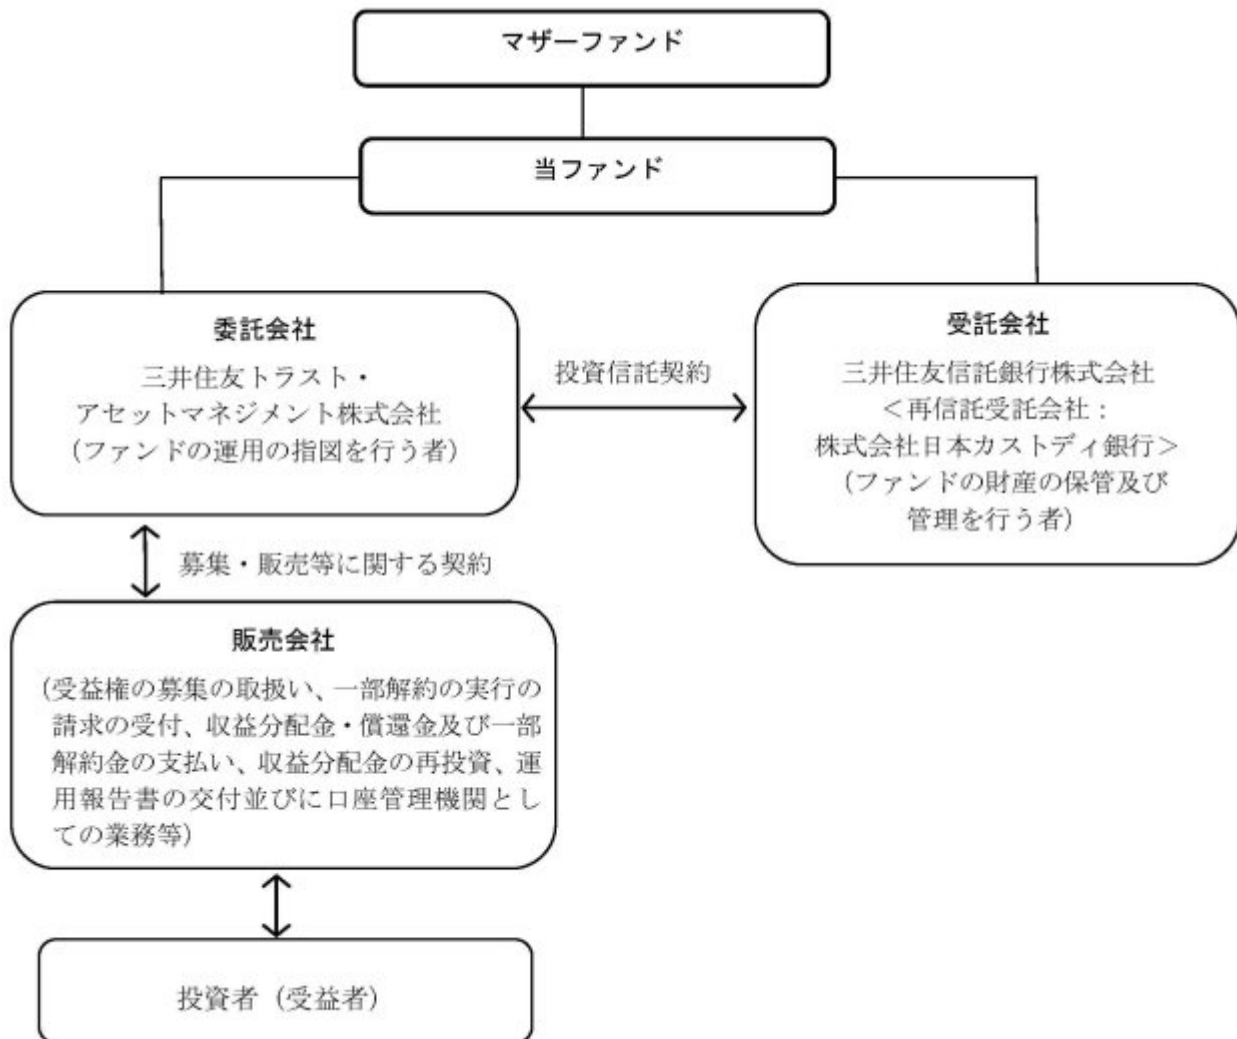 マザーファンド
当ファンド
委託会社
三井住友トラスト・
アセットマネジメント株式会社
（ファンドの運用の指図を行う者）
投資信託契約
受託会社
三井住友信託銀行株式会社
＜再信託受託会社：
株式会社日本カストディ銀行＞
（ファンドの財産の保管及び
管理を行う者）
募集・販売等に関する契約
販売会社
（受益権の募集の取扱い、一部解約の実行の
請求の受付、収益分配金・償還金及び一部
解約金の支払い、収益分配金の再投資、運
用報告書の交付並びに口座管理機関とし
ての業務等）
投資者（受益者）